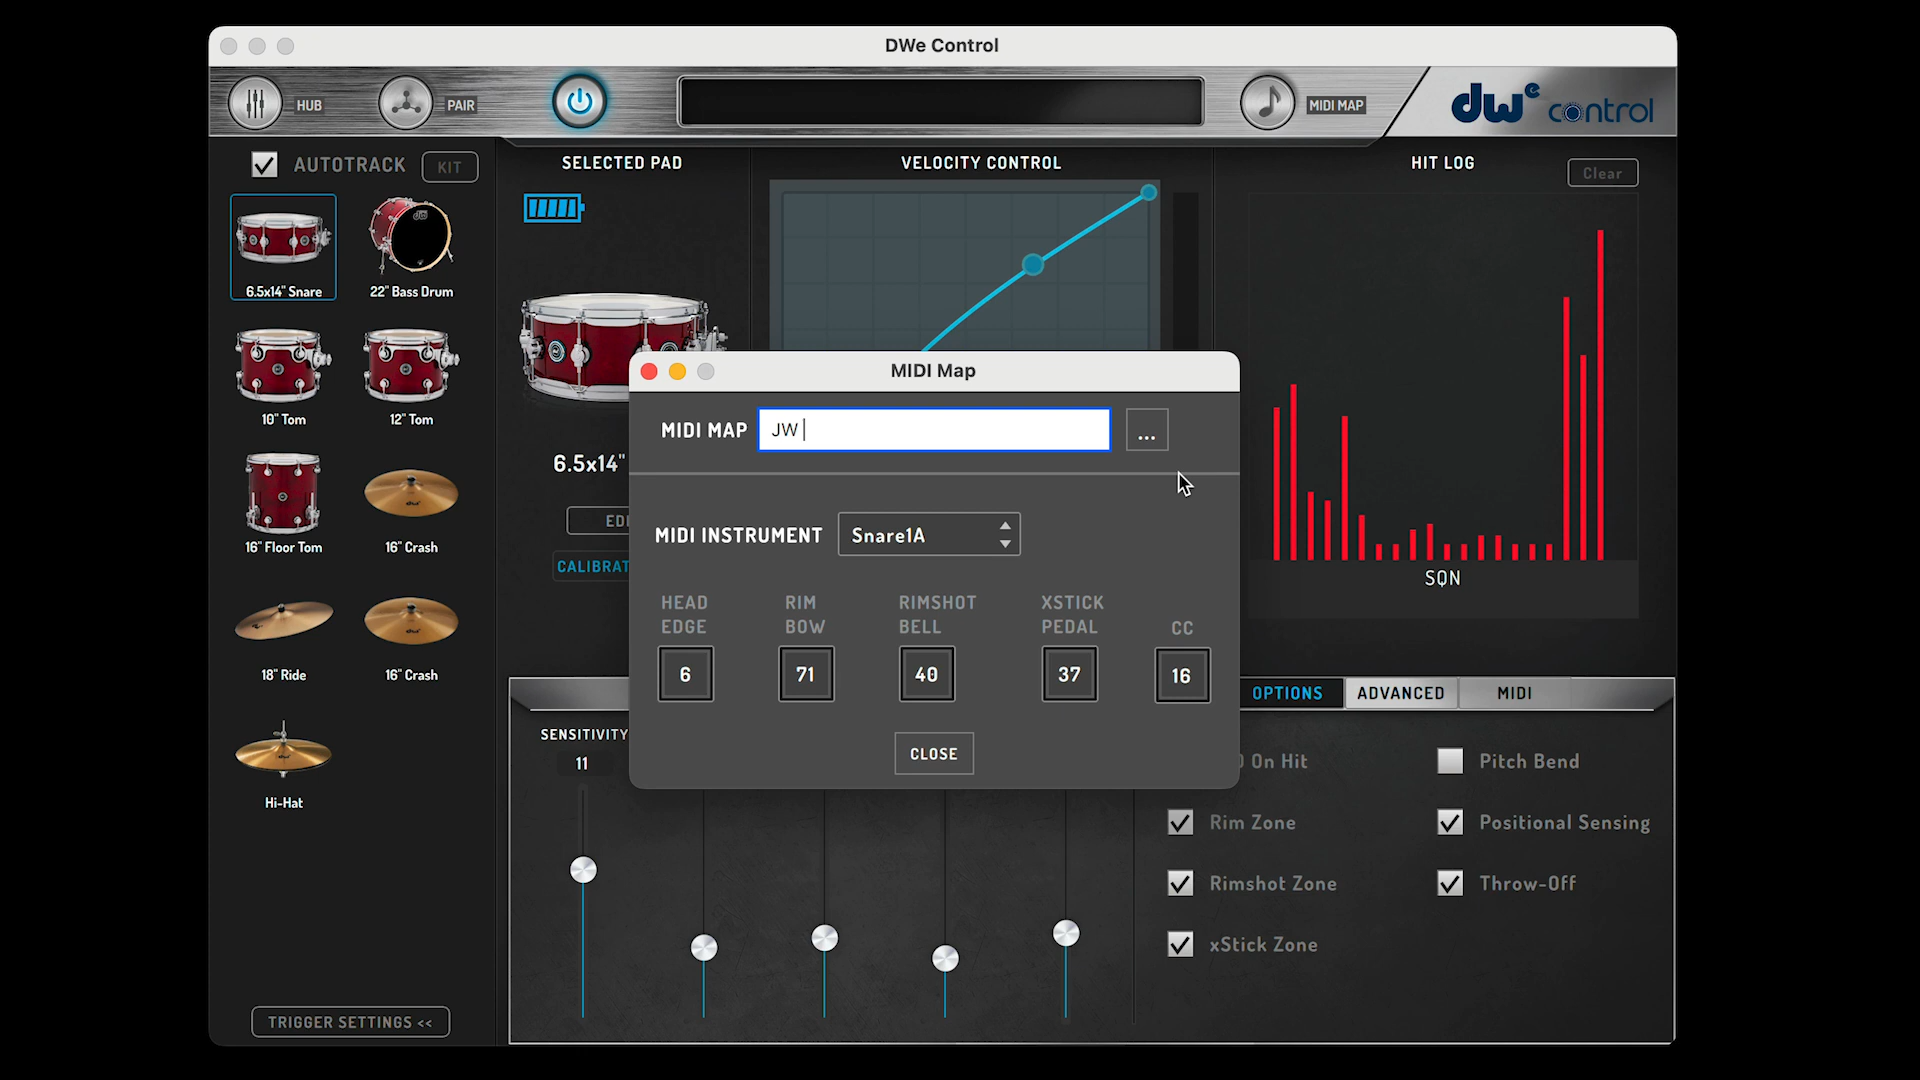 DWe Control
HUB
PAIR
MIDI MAP
dwe control
AUTOTRACK
KIT
SELECTED PAD
VELOCITY CONTROL
HIT LOG
Clear
6.5x14" Snare
22" Bass Drum
10" Tom
12" Tom
16" Floor Tom
16" Crash
18" Ride
16" Crash
Hi-Hat
TRIGGER SETTINGS <<
6.5x14"
EDI
CALIBRAT
MIDI Map
MIDI MAP
JW
...
MIDI INSTRUMENT
Snare1A
HEAD EDGE
RIM BOW
RIMSHOT BELL
XSTICK PEDAL
CC
6
71
40
37
16
CLOSE
SQN
SENSITIVITY
11
OPTIONS
ADVANCED
MIDI
On Hit
Pitch Bend
Rim Zone
Positional Sensing
Rimshot Zone
Throw-Off
xStick Zone